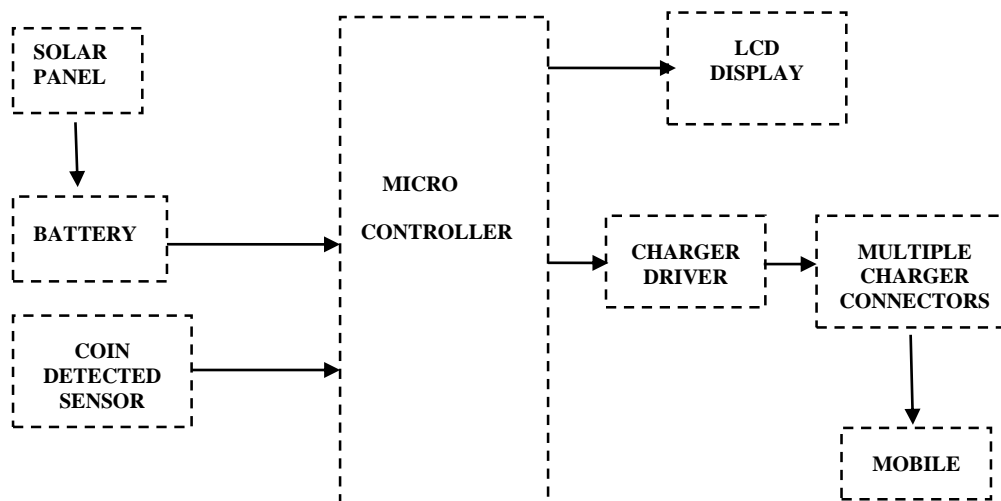 SOLAR
PANEL
LCD
DISPLAY
BATTERY
MICRO
CONTROLLER
CHARGER
DRIVER
MULTIPLE
CHARGER
CONNECTORS
COIN
DETECTED
SENSOR
MOBILE